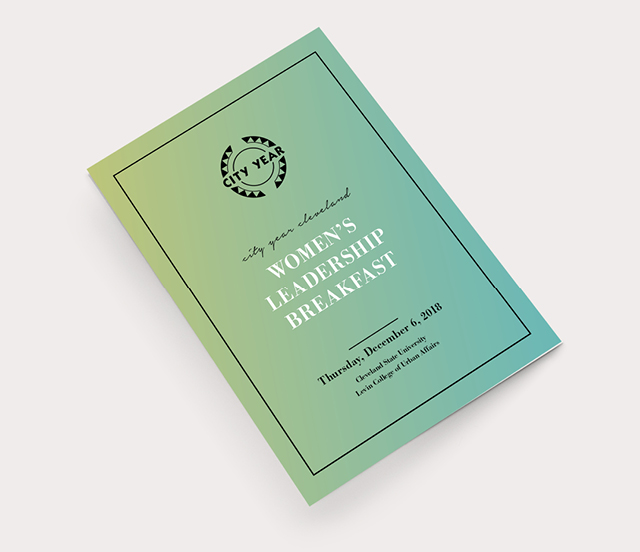 CITY YEAR
city year cleveland
WOMEN'S
LEADERSHIP
BREAKFAST
Thursday, December 6, 2018
Cleveland State University
Levin College of Urban Affairs